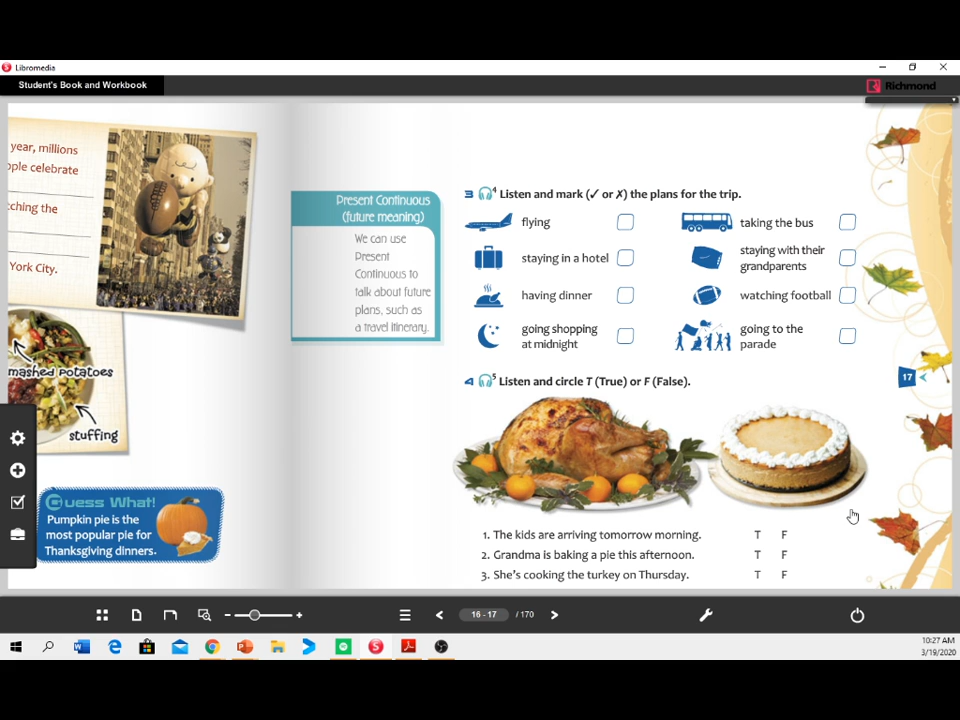 Libromedia
Student's Book and Workbook
Richmond
year, millions
ople celebrate
ching the
York City.
mashed potatoes
stuffing
Guess What!
Pumpkin pie is the
most popular pie for
Thanksgiving dinners.
Present Continuous
(future meaning)
We can use
Present
Continuous to
talk about future
plans, such as
a travel itinerary.
3 4 Listen and mark (✓ or ✗) the plans for the trip.
flying
taking the bus
staying in a hotel
staying with their
grandparents
having dinner
watching football
going shopping
at midnight
going to the
parade
17
4 5 Listen and circle T (True) or F (False).
1. The kids are arriving tomorrow morning. T F
2. Grandma is baking a pie this afternoon. T F
3. She's cooking the turkey on Thursday. T F
16 - 17 / 170
10:27 AM
3/19/2020